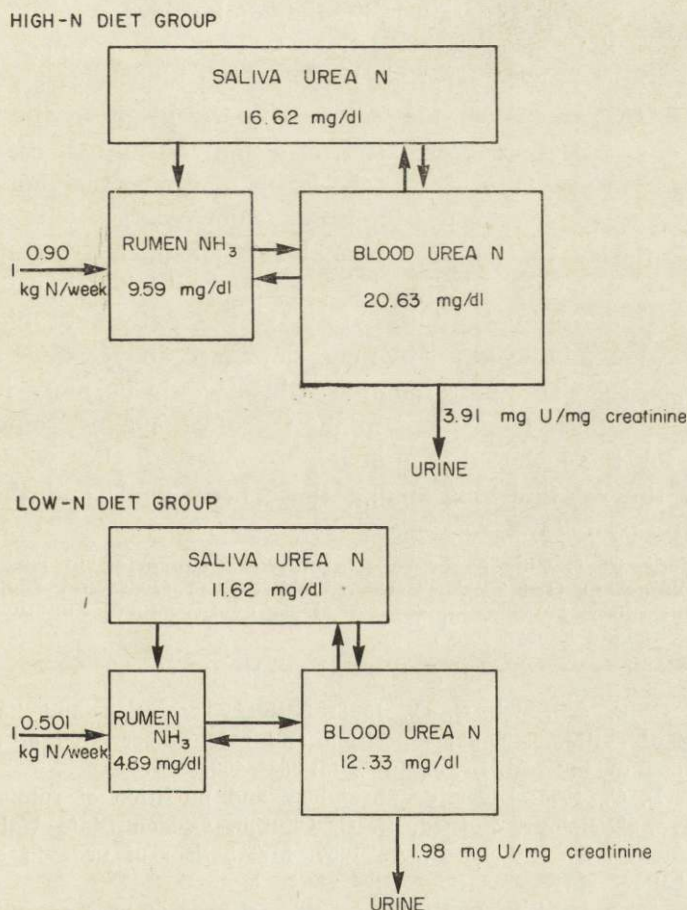 HIGH-N DIET GROUP
SALIVA UREA N
16.62 mg/dl
RUMEN NH3
9.59 mg/dl
BLOOD UREA N
20.63 mg/dl
0.90
kg N/week
3.91 mg U/mg creatinine
URINE
LOW-N DIET GROUP
SALIVA UREA N
11.62 mg/dl
RUMEN
NH3
4.69 mg/dl
BLOOD UREA N
12.33 mg/dl
0.501
kg N/week
1.98 mg U/mg creatinine
URINE